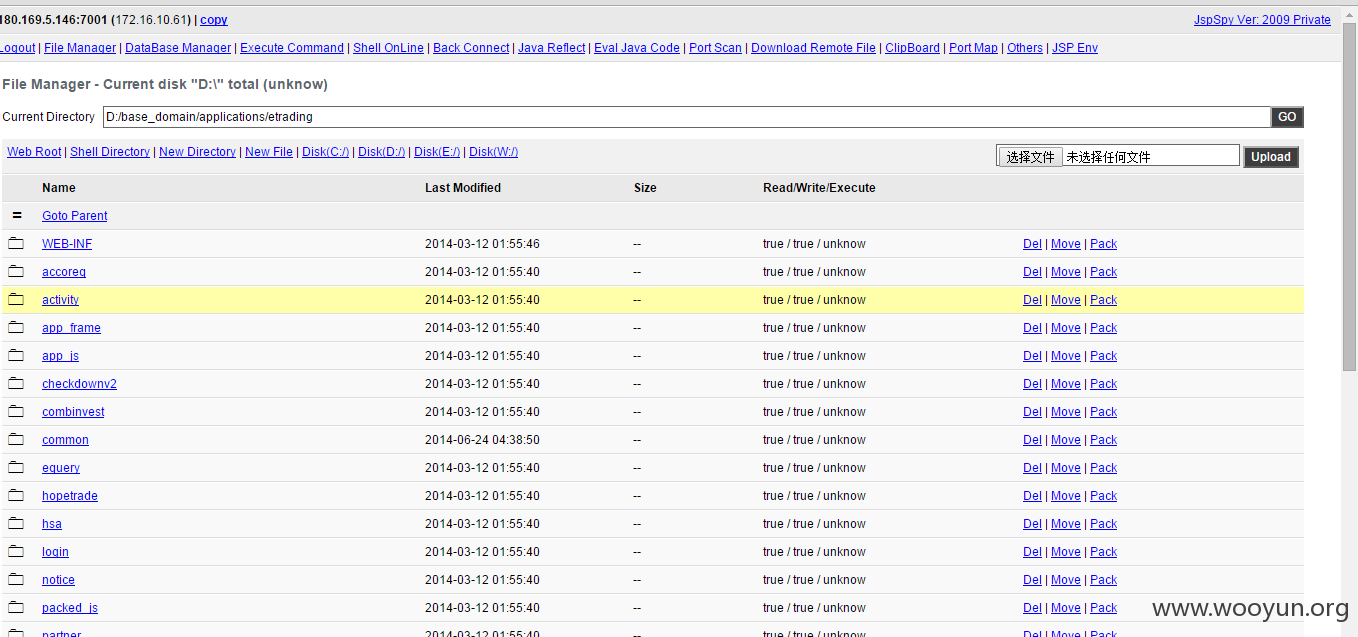 180.169.5.146:7001 (172.16.10.61) | copy JspSpy Ver: 2009 Private
Logout | File Manager | DataBase Manager | Execute Command | Shell OnLine | Back Connect | Java Reflect | Eval Java Code | Port Scan | Download Remote File | ClipBoard | Port Map | Others | JSP Env
File Manager - Current disk "D:\" total (unknow)
Current Directory D:/base_domain/applications/etrading GO
Web Root | Shell Directory | New Directory | New File | Disk(C:/) | Disk(D:/) | Disk(E:/) | Disk(W:/) 选择文件 未选择任何文件 Upload
Name Last Modified Size Read/Write/Execute
= Goto Parent
WEB-INF 2014-03-12 01:55:46 -- true / true / unknow Del | Move | Pack
accoreq 2014-03-12 01:55:40 -- true / true / unknow Del | Move | Pack
activity 2014-03-12 01:55:40 -- true / true / unknow Del | Move | Pack
app_frame 2014-03-12 01:55:40 -- true / true / unknow Del | Move | Pack
app_js 2014-03-12 01:55:40 -- true / true / unknow Del | Move | Pack
checkdownv2 2014-03-12 01:55:40 -- true / true / unknow Del | Move | Pack
combinvest 2014-03-12 01:55:40 -- true / true / unknow Del | Move | Pack
common 2014-06-24 04:38:50 -- true / true / unknow Del | Move | Pack
equery 2014-03-12 01:55:40 -- true / true / unknow Del | Move | Pack
hopetrade 2014-03-12 01:55:40 -- true / true / unknow Del | Move | Pack
hsa 2014-03-12 01:55:40 -- true / true / unknow Del | Move | Pack
login 2014-03-12 01:55:40 -- true / true / unknow Del | Move | Pack
notice 2014-03-12 01:55:40 -- true / true / unknow Del | Move | Pack
packed_js 2014-03-12 01:55:40 -- true / true / unknow Del | Move | Pack
partner 2014-03-12 01:55:40 -- true / true / unknow Del | Move | Pack
www.wooyun.org